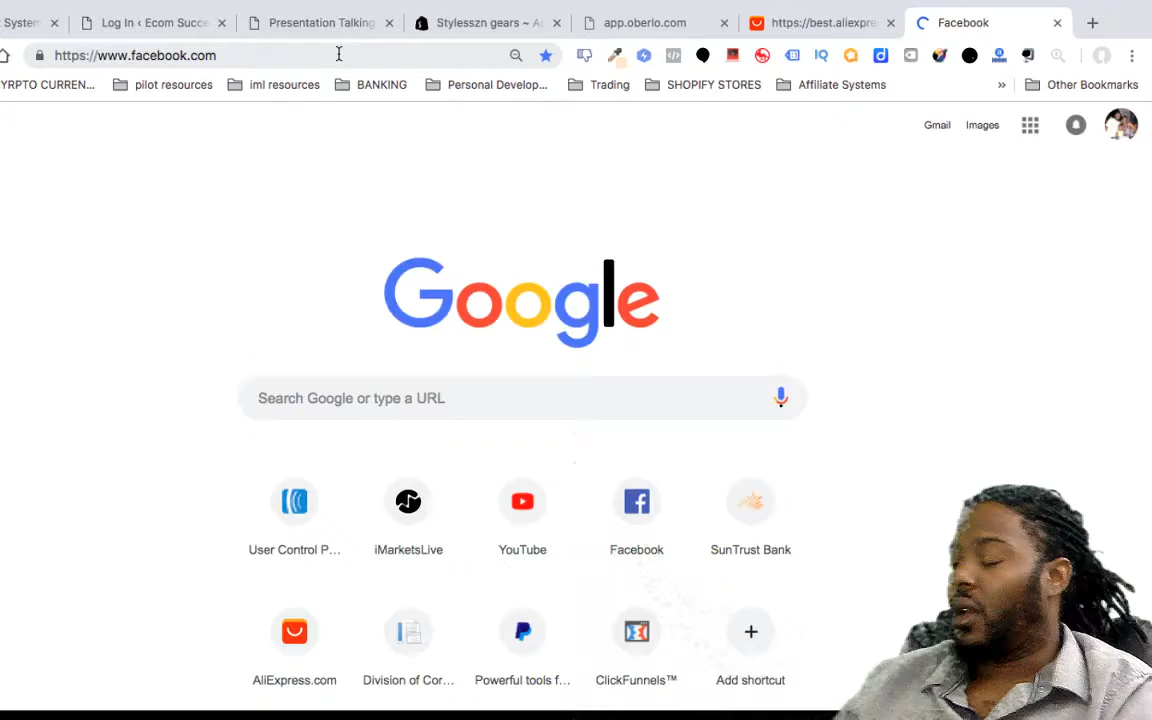 t System
Log In ‹ Ecom Succe
Presentation Talking
Stylesszn gears ~ A
app.oberlo.com
https://best.aliexpre
Facebook
https://www.facebook.com
YRPTO CURREN...
pilot resources
iml resources
BANKING
Personal Develop...
Trading
SHOPIFY STORES
Affiliate Systems
»
Other Bookmarks
Gmail
Images
Google
Search Google or type a URL
User Control P...
iMarketsLive
YouTube
Facebook
SunTrust Bank
AliExpress.com
Division of Cor...
Powerful tools f...
ClickFunnels™
Add shortcut